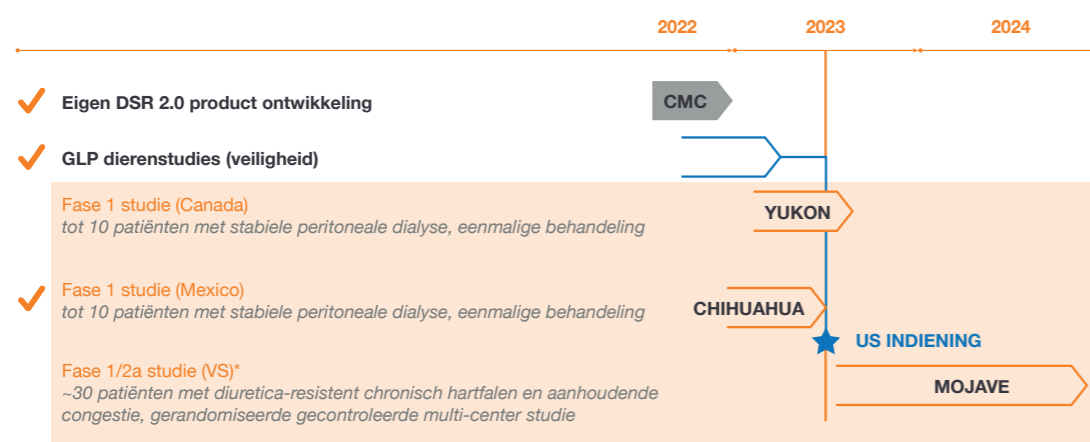 2022 2023 2024
Eigen DSR 2.0 product ontwikkeling
CMC
GLP dierenstudies (veiligheid)
Fase 1 studie (Canada)
tot 10 patiënten met stabiele peritoneale dialyse, eenmalige behandeling
YUKON
Fase 1 studie (Mexico)
tot 10 patiënten met stabiele peritoneale dialyse, eenmalige behandeling
CHIHUAHUA
US INDIENING
Fase 1/2a studie (VS)*
~30 patiënten met diuretica-resistent chronisch hartfalen en aanhoudende
congestie, gerandomiseerde gecontroleerde multi-center studie
MOJAVE